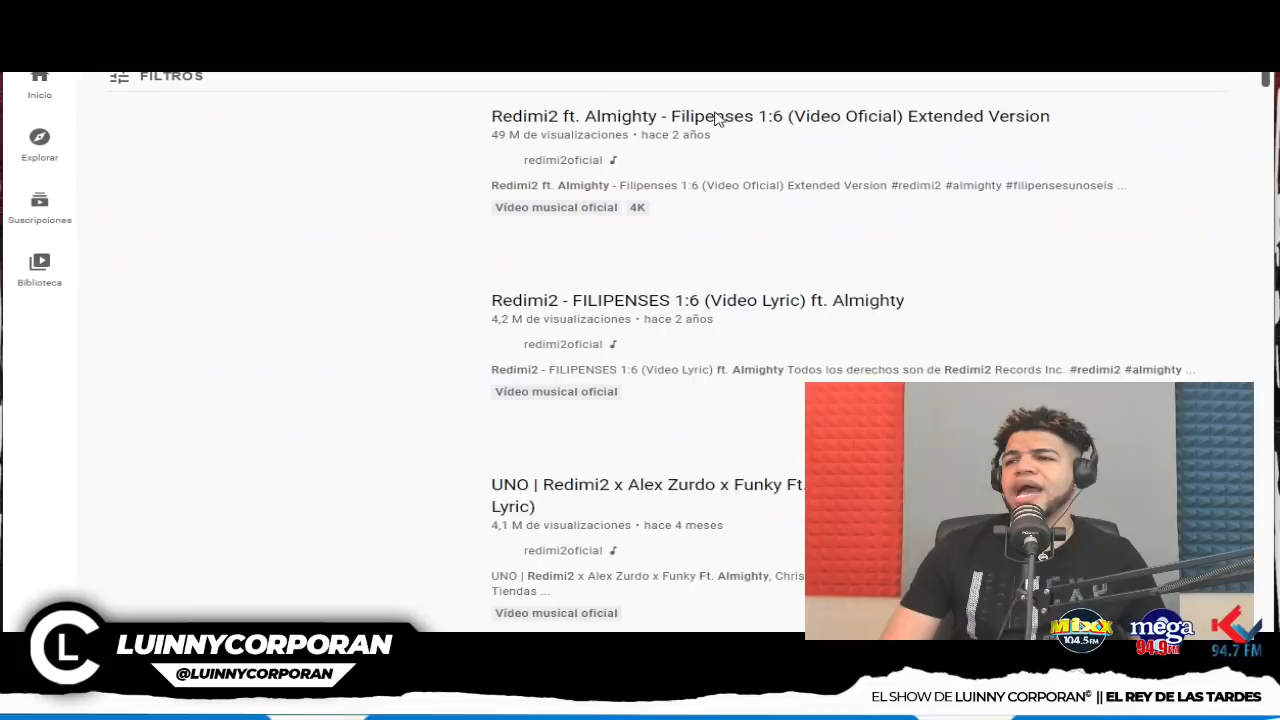 FILTROS
Inicio
Explorar
Suscripciones
Biblioteca
Redimi2 ft. Almighty - Filipenses 1:6 (Video Oficial) Extended Version
49 M de visualizaciones • hace 2 años
redimi2oficial
Redimi2 ft. Almighty - Filipenses 1:6 (Video Oficial) Extended Version #redimi2 #almighty #filipensesunoseis ...
Vídeo musical oficial 4K
Redimi2 - FILIPENSES 1:6 (Video Lyric) ft. Almighty
4,2 M de visualizaciones • hace 2 años
redimi2oficial
Redimi2 - FILIPENSES 1:6 (Video Lyric) ft. Almighty Todos los derechos son de Redimi2 Records Inc. #redimi2 #almighty ...
Vídeo musical oficial
UNO | Redimi2 x Alex Zurdo x Funky Ft.
Lyric)
4,1 M de visualizaciones • hace 4 meses
redimi2oficial
UNO | Redimi2 x Alex Zurdo x Funky Ft. Almighty, Chris
Tiendas ...
Vídeo musical oficial
CL
LUINNYCORPORAN
@LUINNYCORPORAN
MIXX 104.5FM
mega 94.9FM
KV 94.7 FM
EL SHOW DE LUINNY CORPORAN© || EL REY DE LAS TARDES